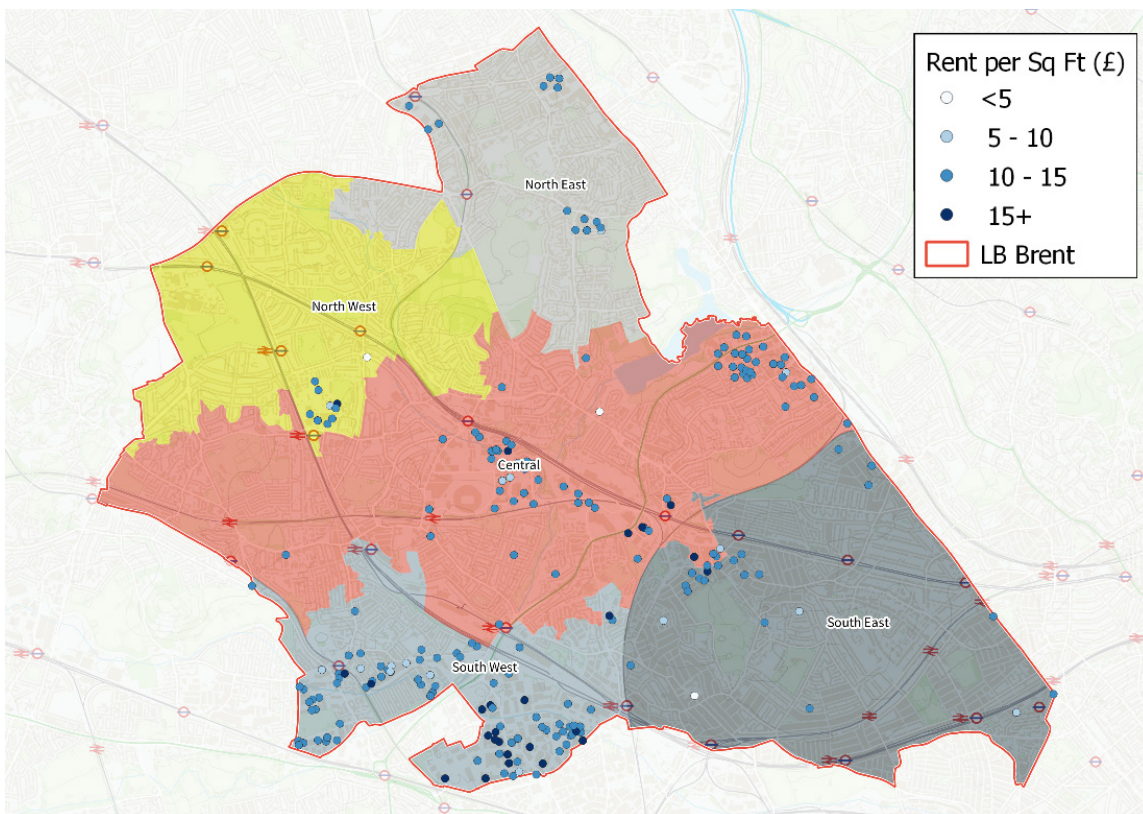 Rent per Sq Ft (£)
<5
5 - 10
10 - 15
15+
LB Brent
North East
North West
Central
South East
South West